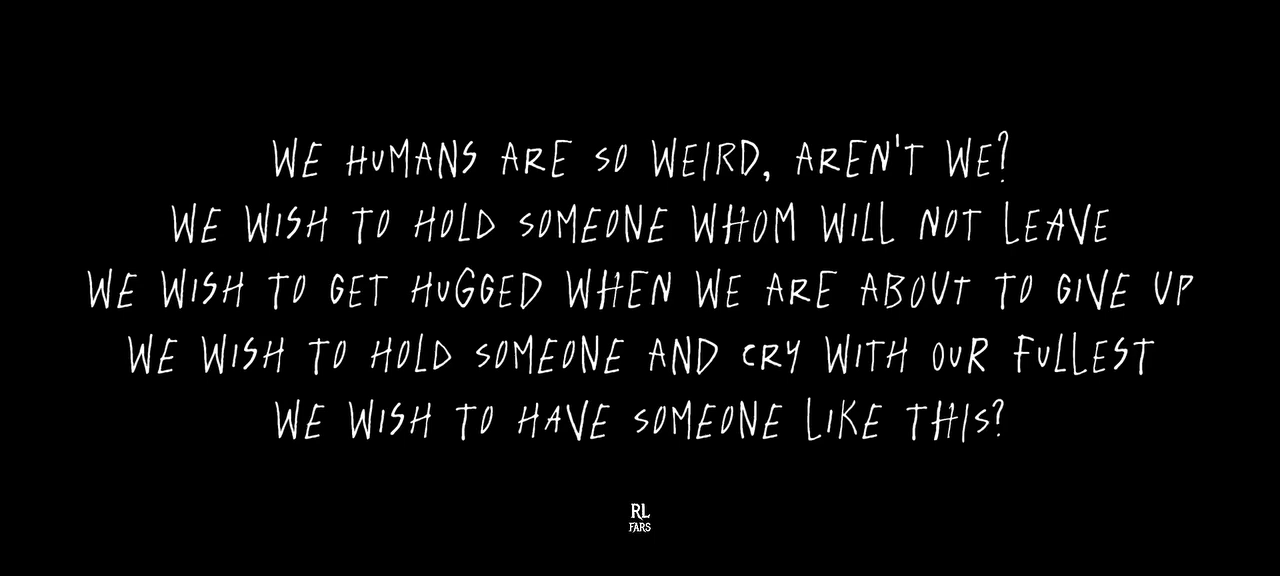 WE HUMANS ARE SO WEIRD, AREN'T WE?
WE WISH TO HOLD SOMEONE WHOM WILL NOT LEAVE
WE WISH TO GET HUGGED WHEN WE ARE ABOUT TO GIVE UP
WE WISH TO HOLD SOMEONE AND CRY WITH OUR FULLEST
WE WISH TO HAVE SOMEONE LIKE THIS?
RL
FARS